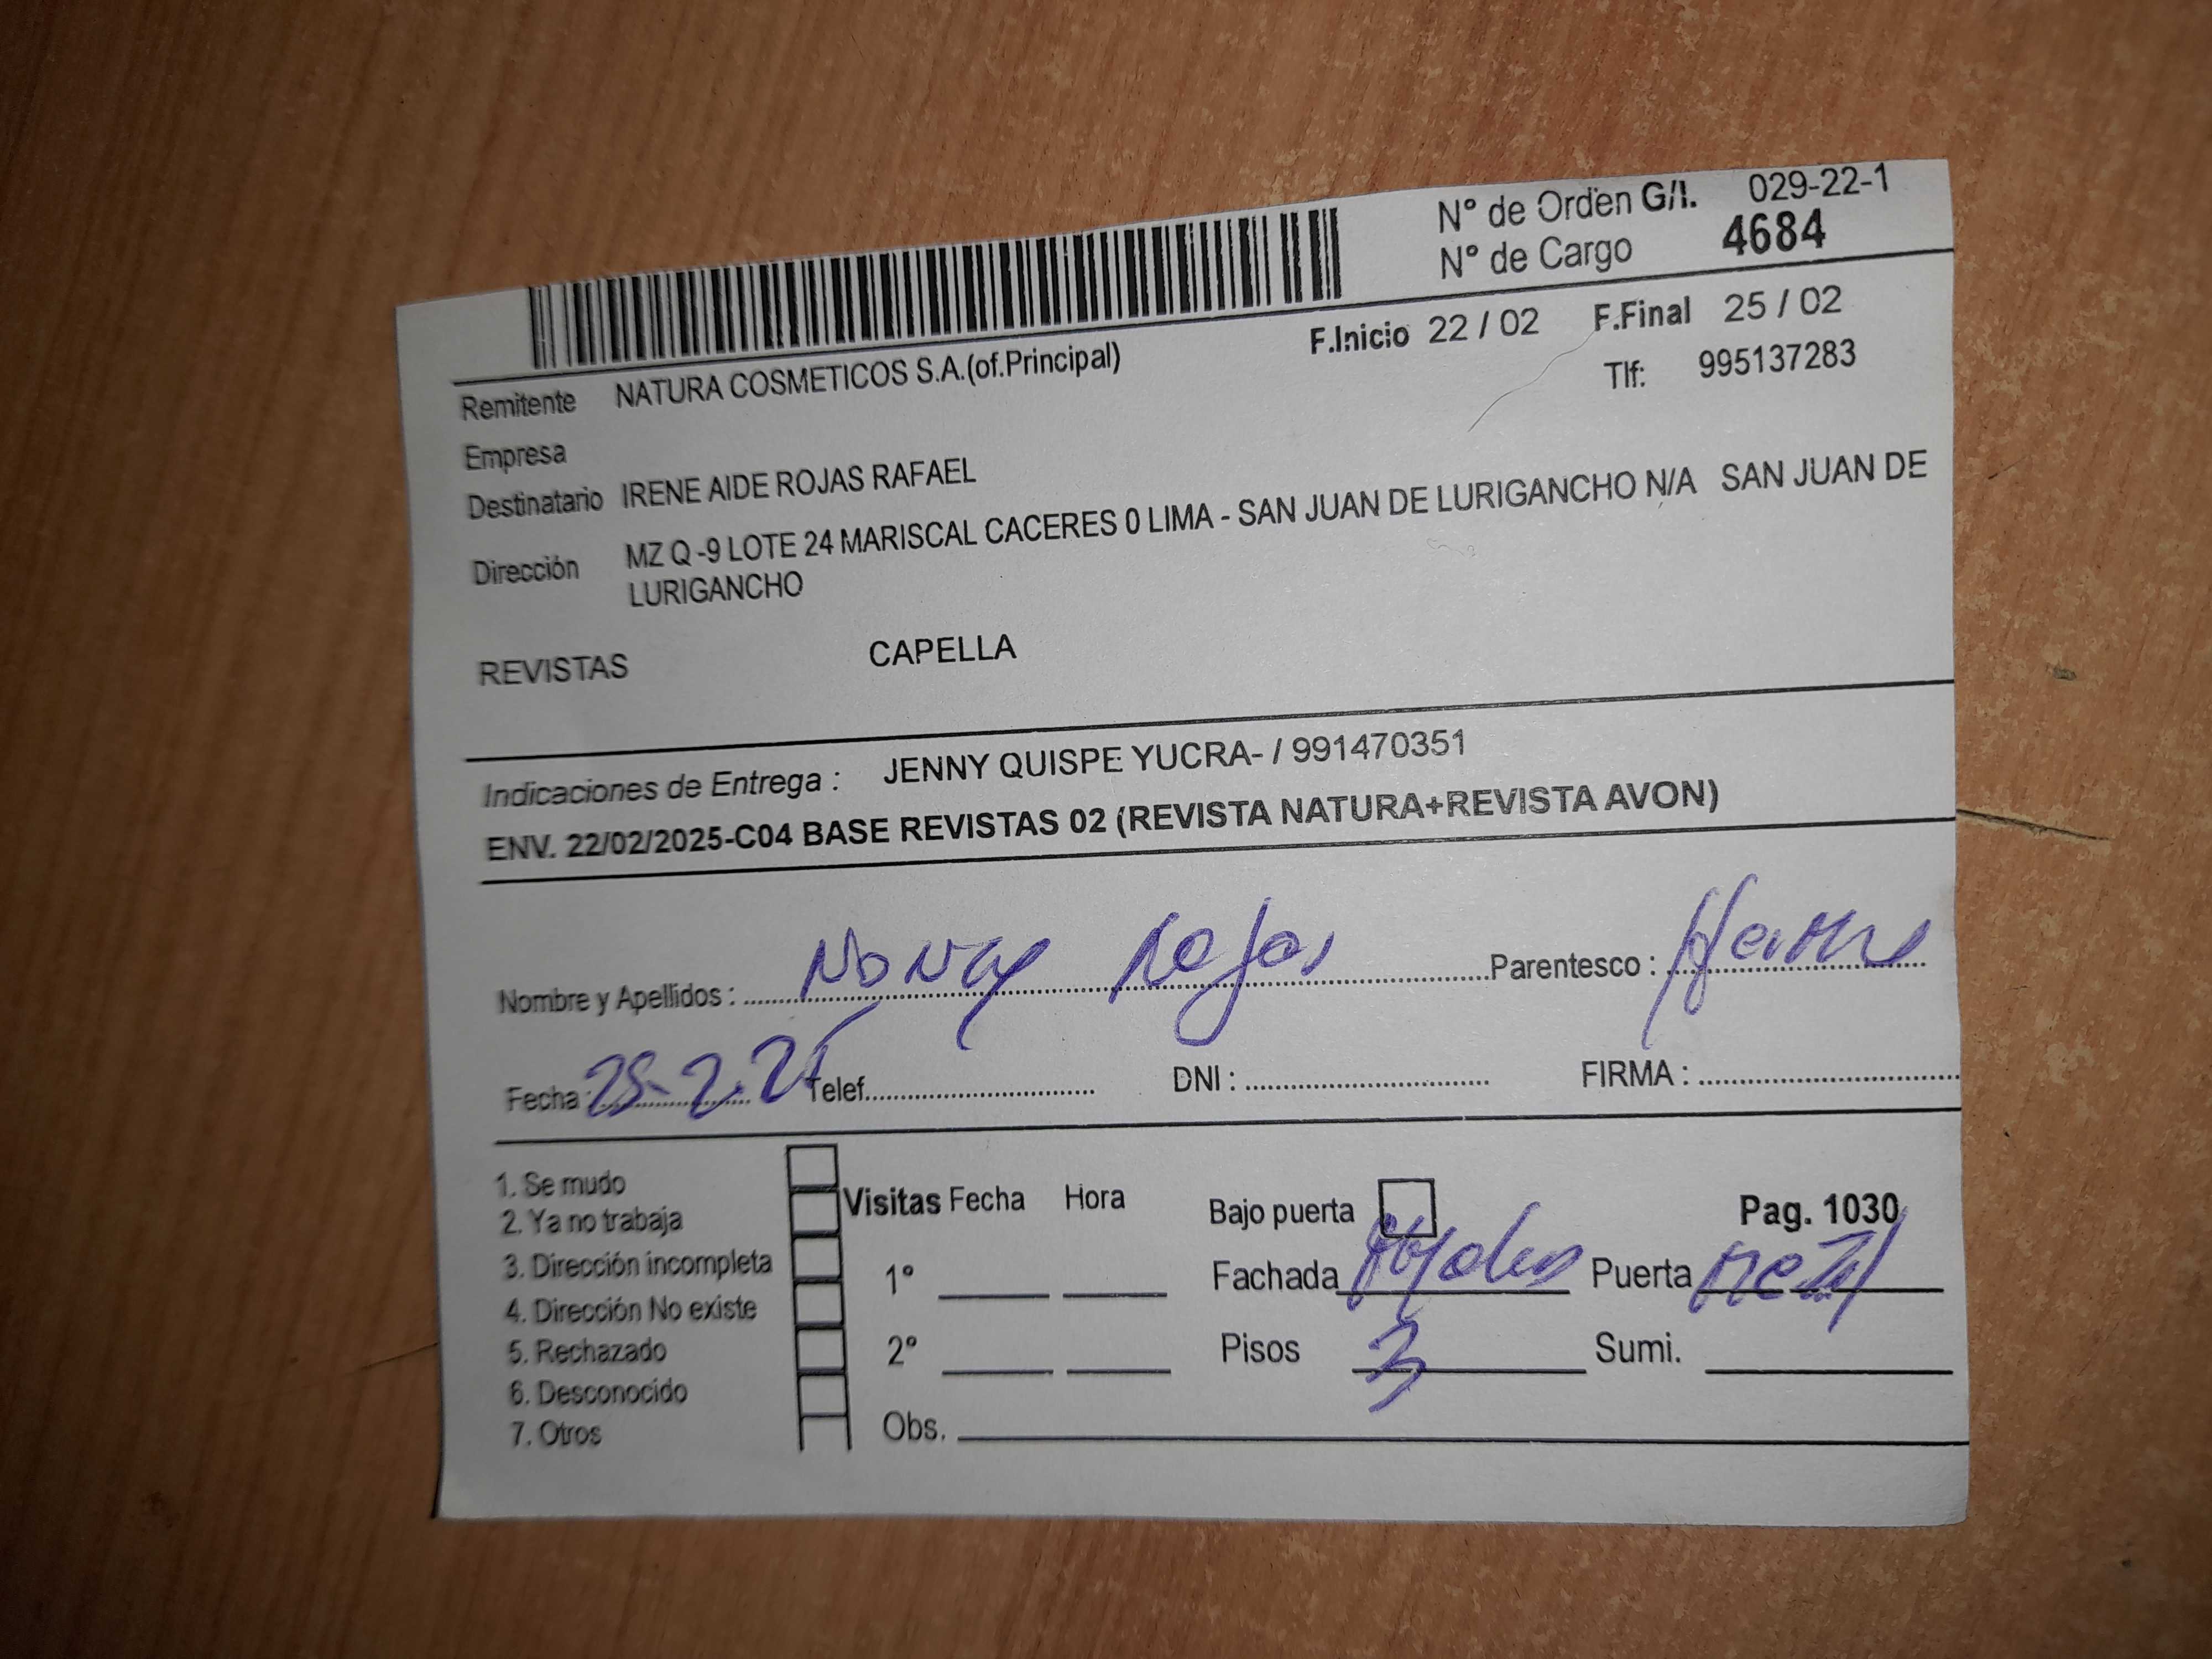 N° de Orden G/I. 029-22-1
N° de Cargo 4684
F.Inicio 22 / 02 F.Final 25 / 02
Remitente NATURA COSMETICOS S.A.(of.Principal) Tlf: 995137283
Empresa
Destinatario IRENE AIDE ROJAS RAFAEL
Dirección MZ Q -9 LOTE 24 MARISCAL CACERES 0 LIMA - SAN JUAN DE LURIGANCHO N/A SAN JUAN DE
LURIGANCHO
REVISTAS CAPELLA
Indicaciones de Entrega : JENNY QUISPE YUCRA- / 991470351
ENV. 22/02/2025-C04 BASE REVISTAS 02 (REVISTA NATURA+REVISTA AVON)
Nombre y Apellidos : Rojas Parentesco :
Fecha : 25-2-25 Telef. DNI : FIRMA :
1. Se mudo
2. Ya no trabaja
3. Dirección incompleta
4. Dirección No existe
5. Rechazado
6. Desconocido
7. Otros
Visitas Fecha Hora
1°
2°
Obs.
Bajo puerta Pag. 1030
Fachada Puerta Metal
Pisos 3 Sumi.